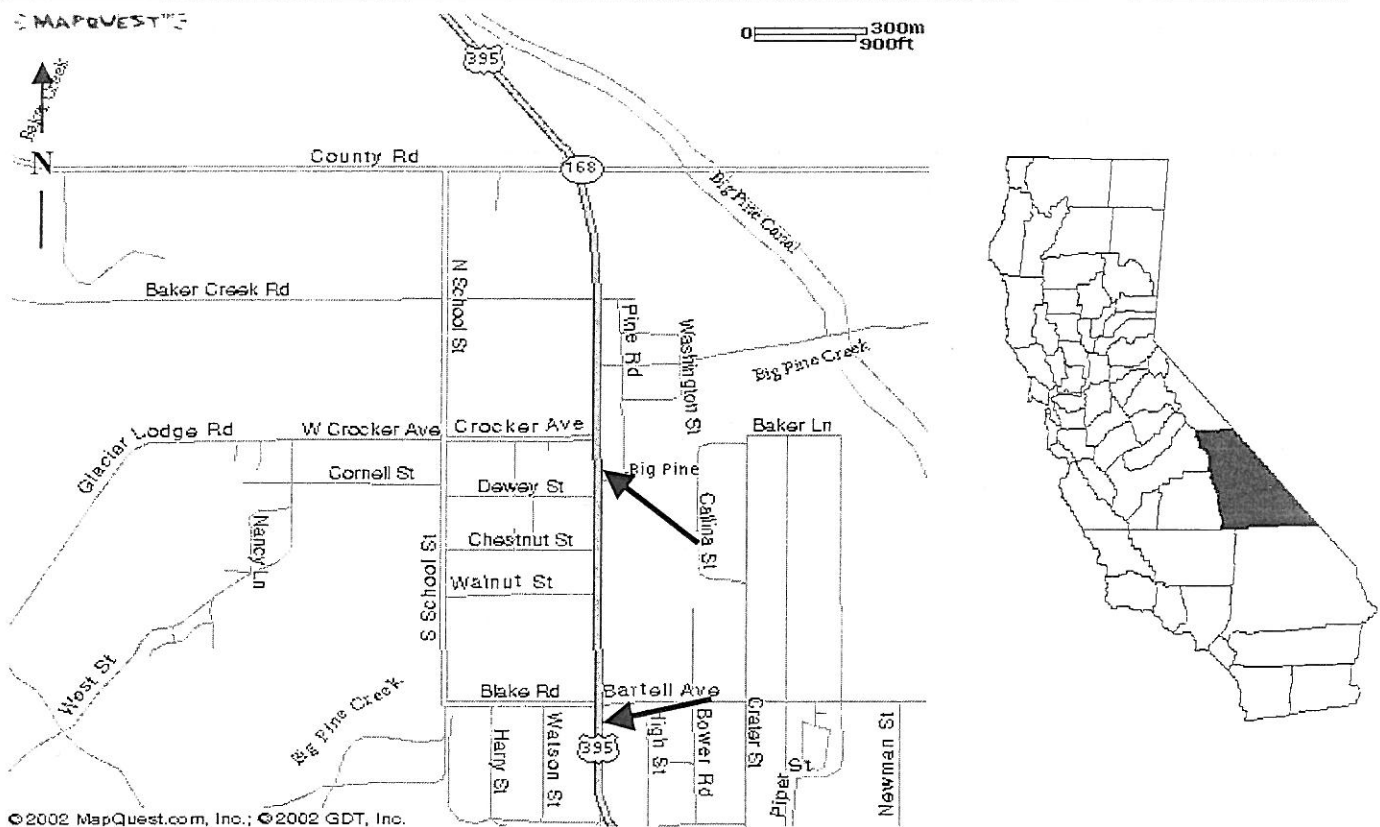 MAPQUEST™
0 300m
900ft
395
Baker Creek
N
County Rd
168
Big Pine Canal
Baker Creek Rd
N School St
Pine Rd
Washington St
Big Pine Creek
Glacier Lodge Rd
W Crocker Ave
Crocker Ave
Baker Ln
Cornell St
Big Pine
Dewey St
Callina St
Nancy Ln
Chestnut St
S School St
Walnut St
West St
Blake Rd
Bartell Ave
Big Pine Creek
Harry St
Watson St
395
High St
Bower Rd
Crater St
Piper St
Newman St
©2002 MapQuest.com, Inc.; ©2002 GDT, Inc.